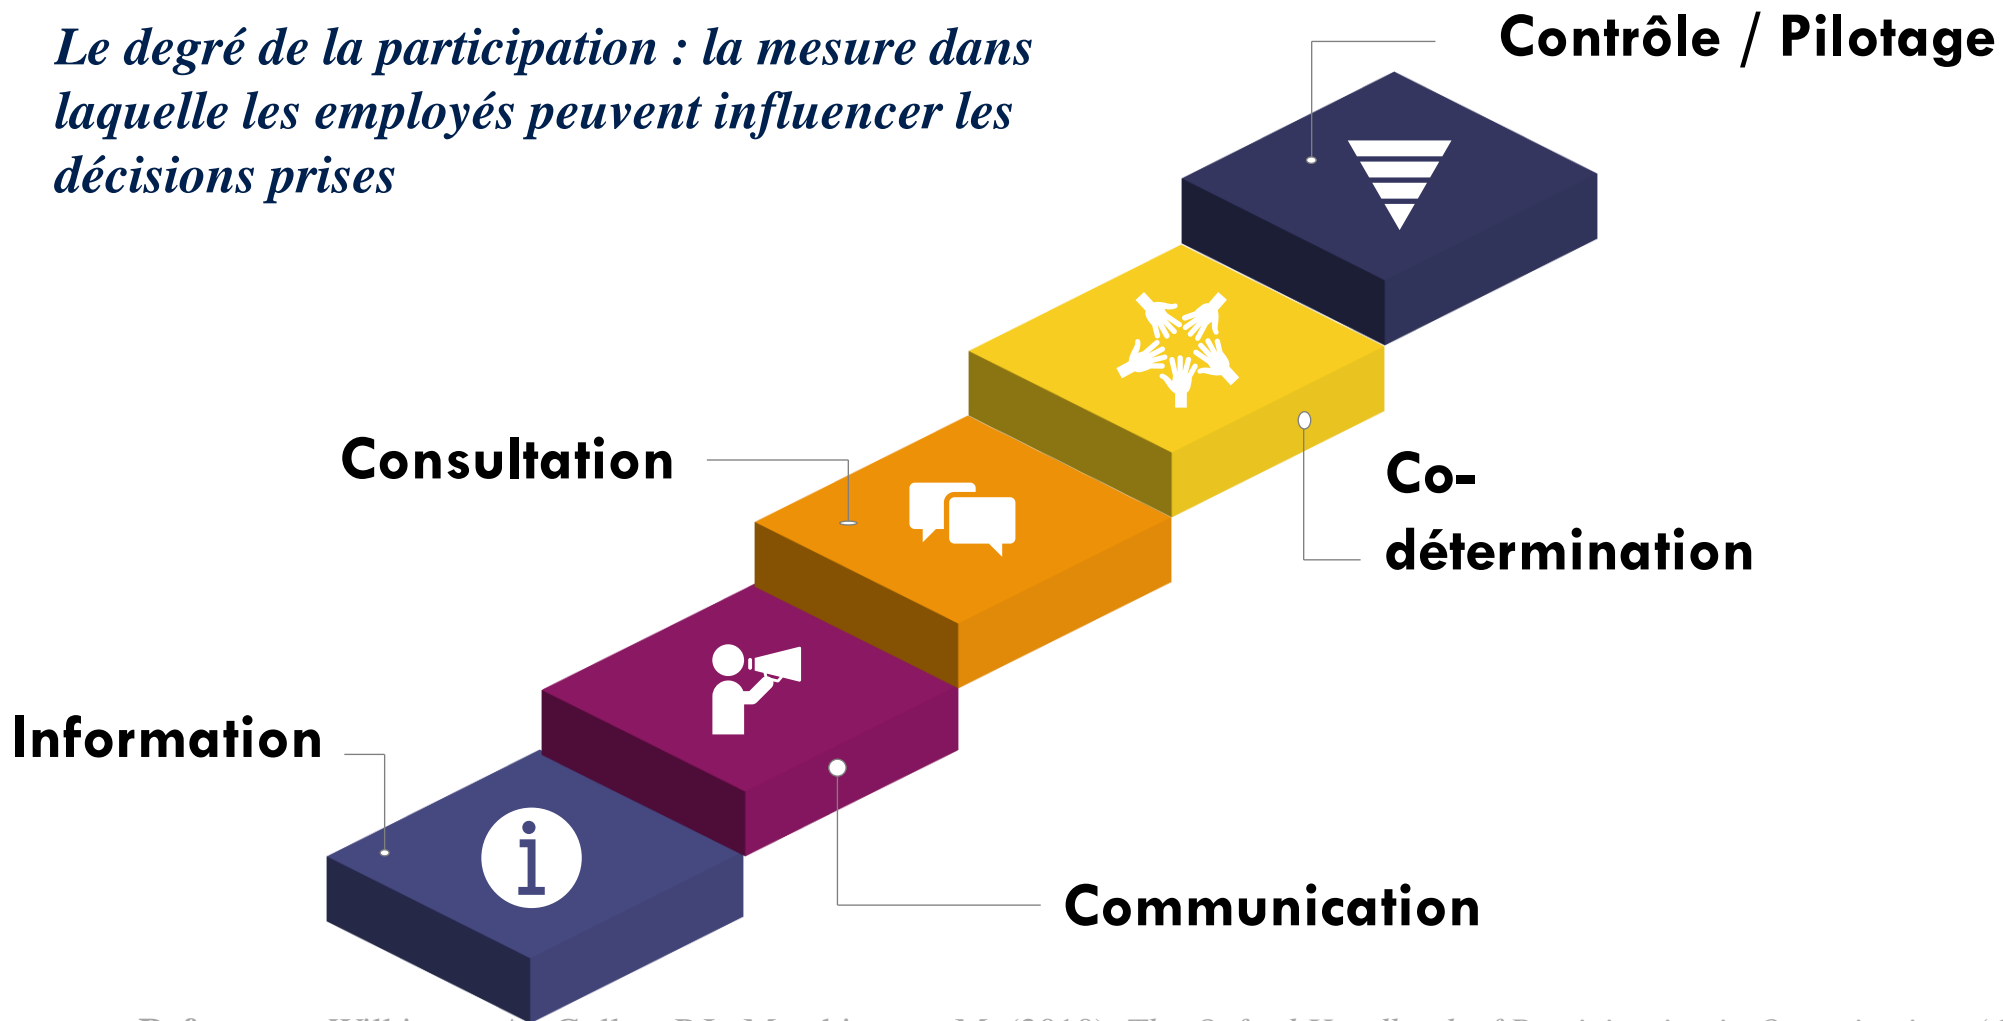 Le degré de la participation : la mesure dans
laquelle les employés peuvent influencer les
décisions prises
Contrôle / Pilotage
Consultation
Co-
détermination
Information
Communication